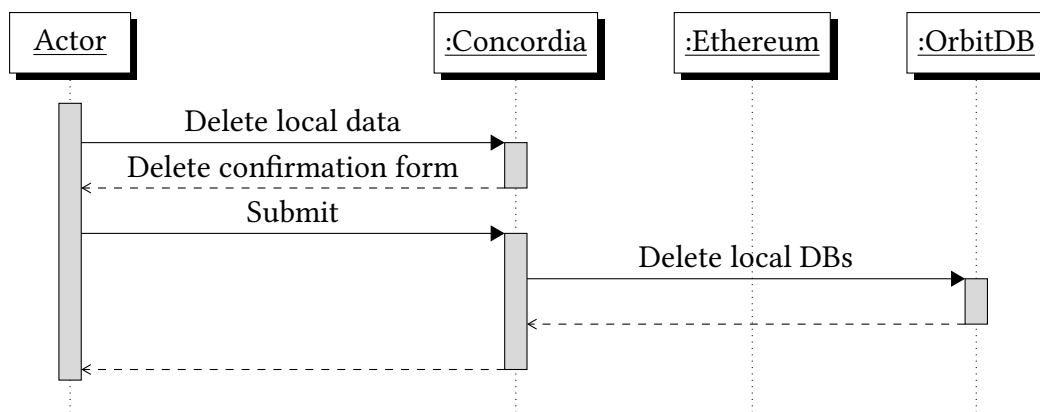 Actor
:Concordia
:Ethereum
:OrbitDB
Delete local data
Delete confirmation form
Submit
Delete local DBs